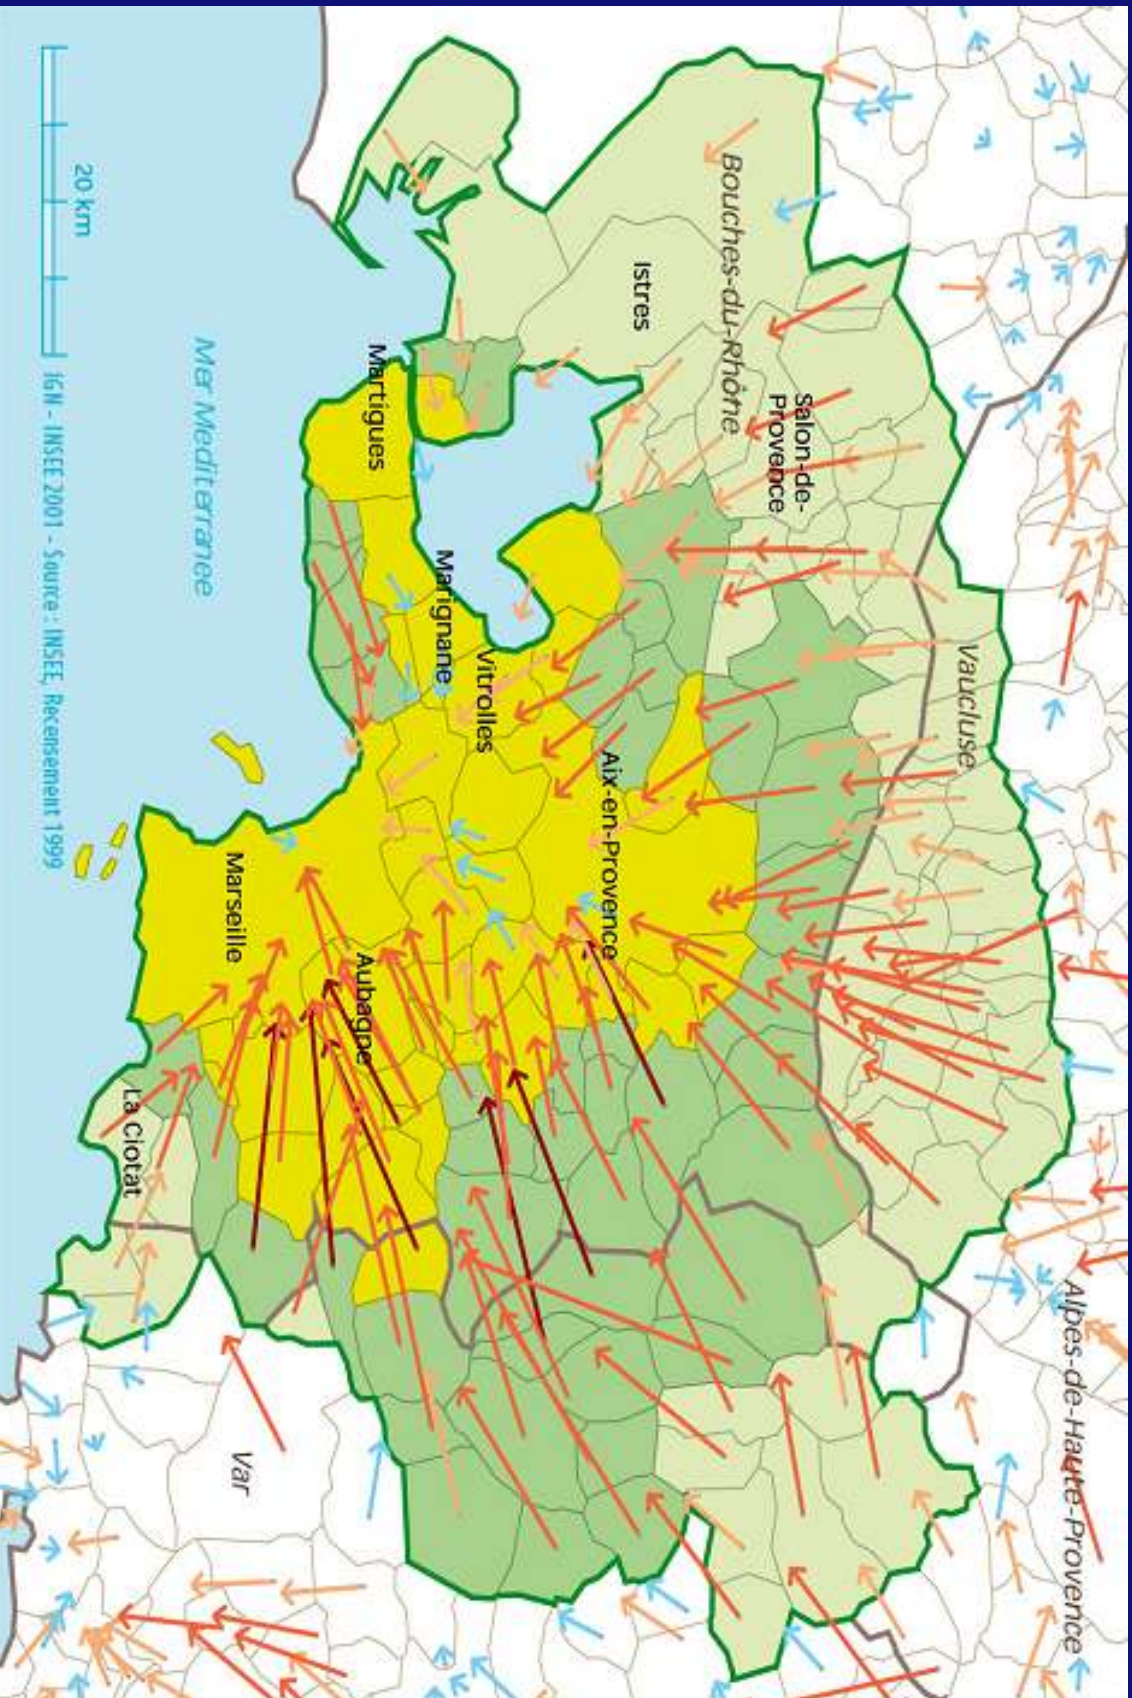 Alpes-de-Haute-Provence
Vaucluse
Salon-de-
Provence
Bouches-du-Rhône
Istres
Aix-en-Provence
Vitrolles
Marignane
Martigues
Aubagne
Var
Marseille
Mer Mediterranee
La Ciotat
20 km
IGN - INSEE 2001 - Source : INSEE, Recensement 1999